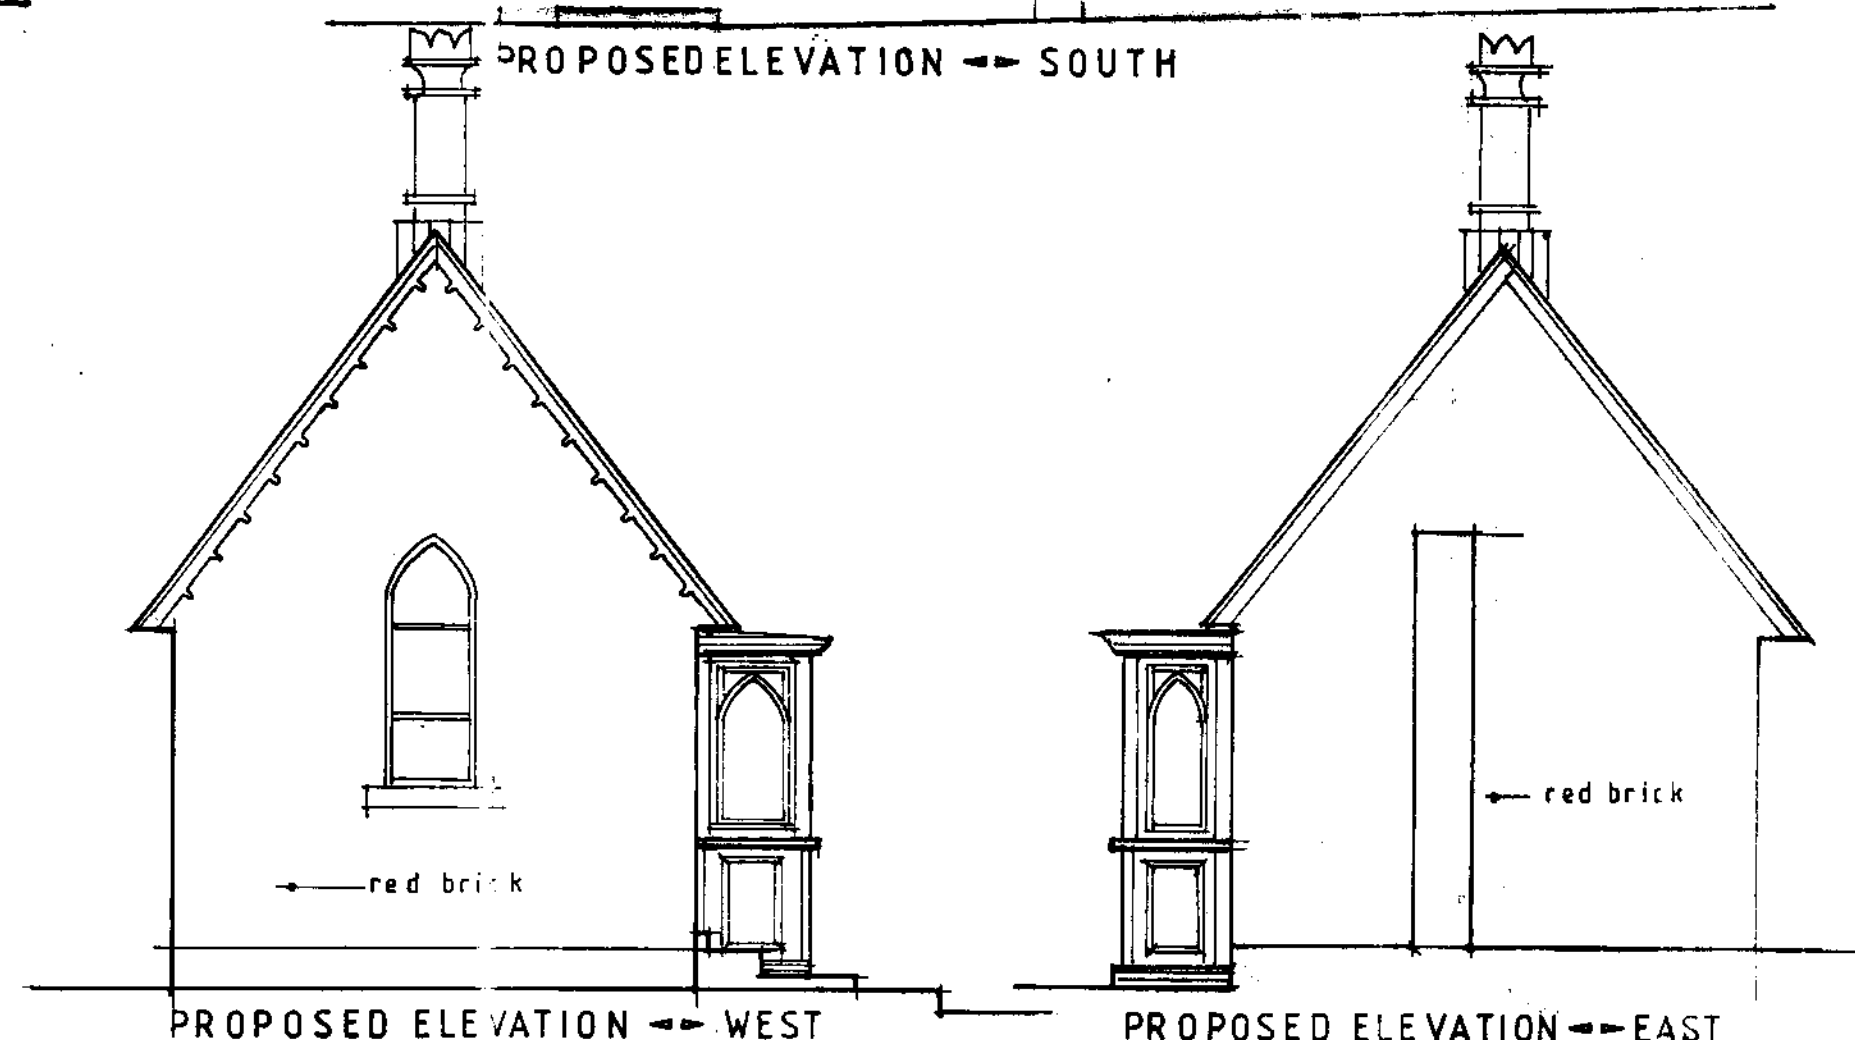 PROPOSED ELEVATION SOUTH
red brick
red brick
PROPOSED ELEVATION WEST
PROPOSED ELEVATION EAST